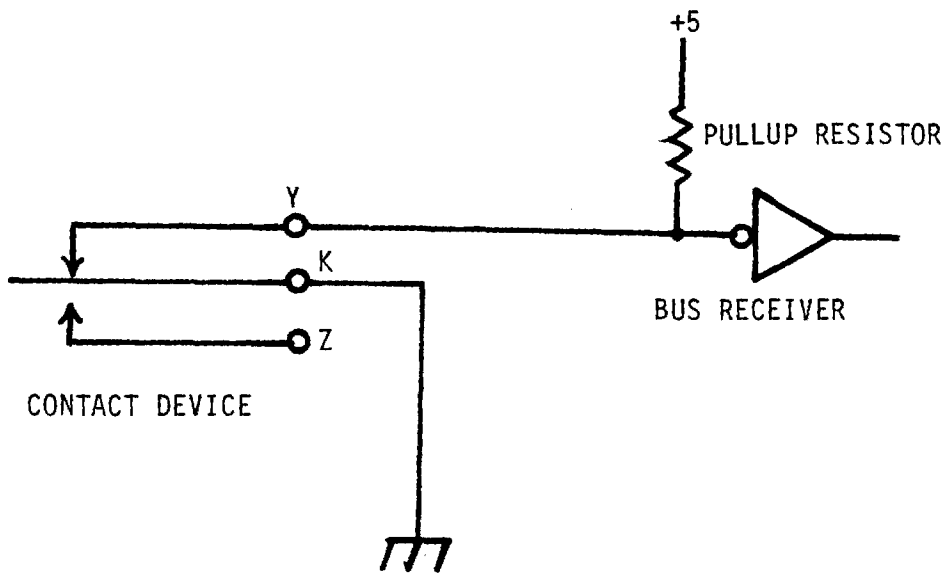 +5
PULLUP RESISTOR
Y
K
BUS RECEIVER
Z
CONTACT DEVICE